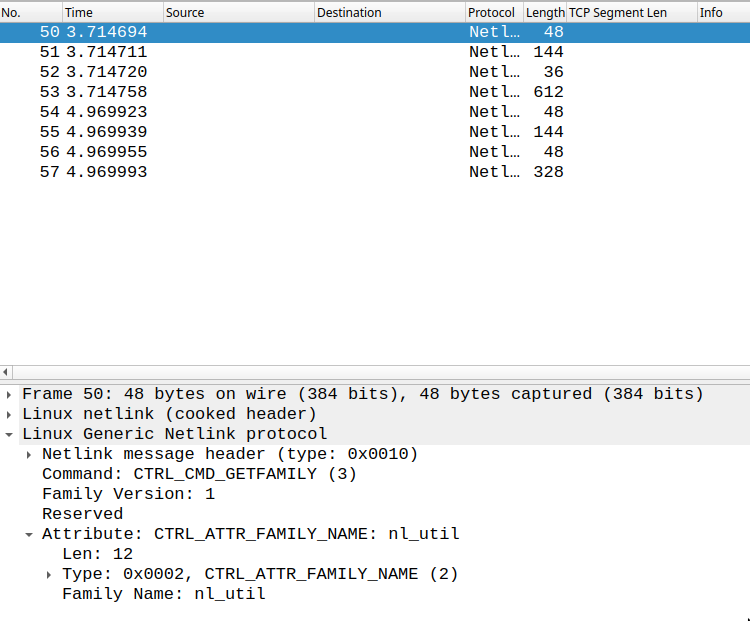 No. Time Source Destination Protocol Length TCP Segment Len Info
50 3.714694 Netl… 48
51 3.714711 Netl… 144
52 3.714720 Netl… 36
53 3.714758 Netl… 612
54 4.969923 Netl… 48
55 4.969939 Netl… 144
56 4.969955 Netl… 48
57 4.969993 Netl… 328
Frame 50: 48 bytes on wire (384 bits), 48 bytes captured (384 bits)
Linux netlink (cooked header)
Linux Generic Netlink protocol
Netlink message header (type: 0x0010)
Command: CTRL_CMD_GETFAMILY (3)
Family Version: 1
Reserved
Attribute: CTRL_ATTR_FAMILY_NAME: nl_util
Len: 12
Type: 0x0002, CTRL_ATTR_FAMILY_NAME (2)
Family Name: nl_util